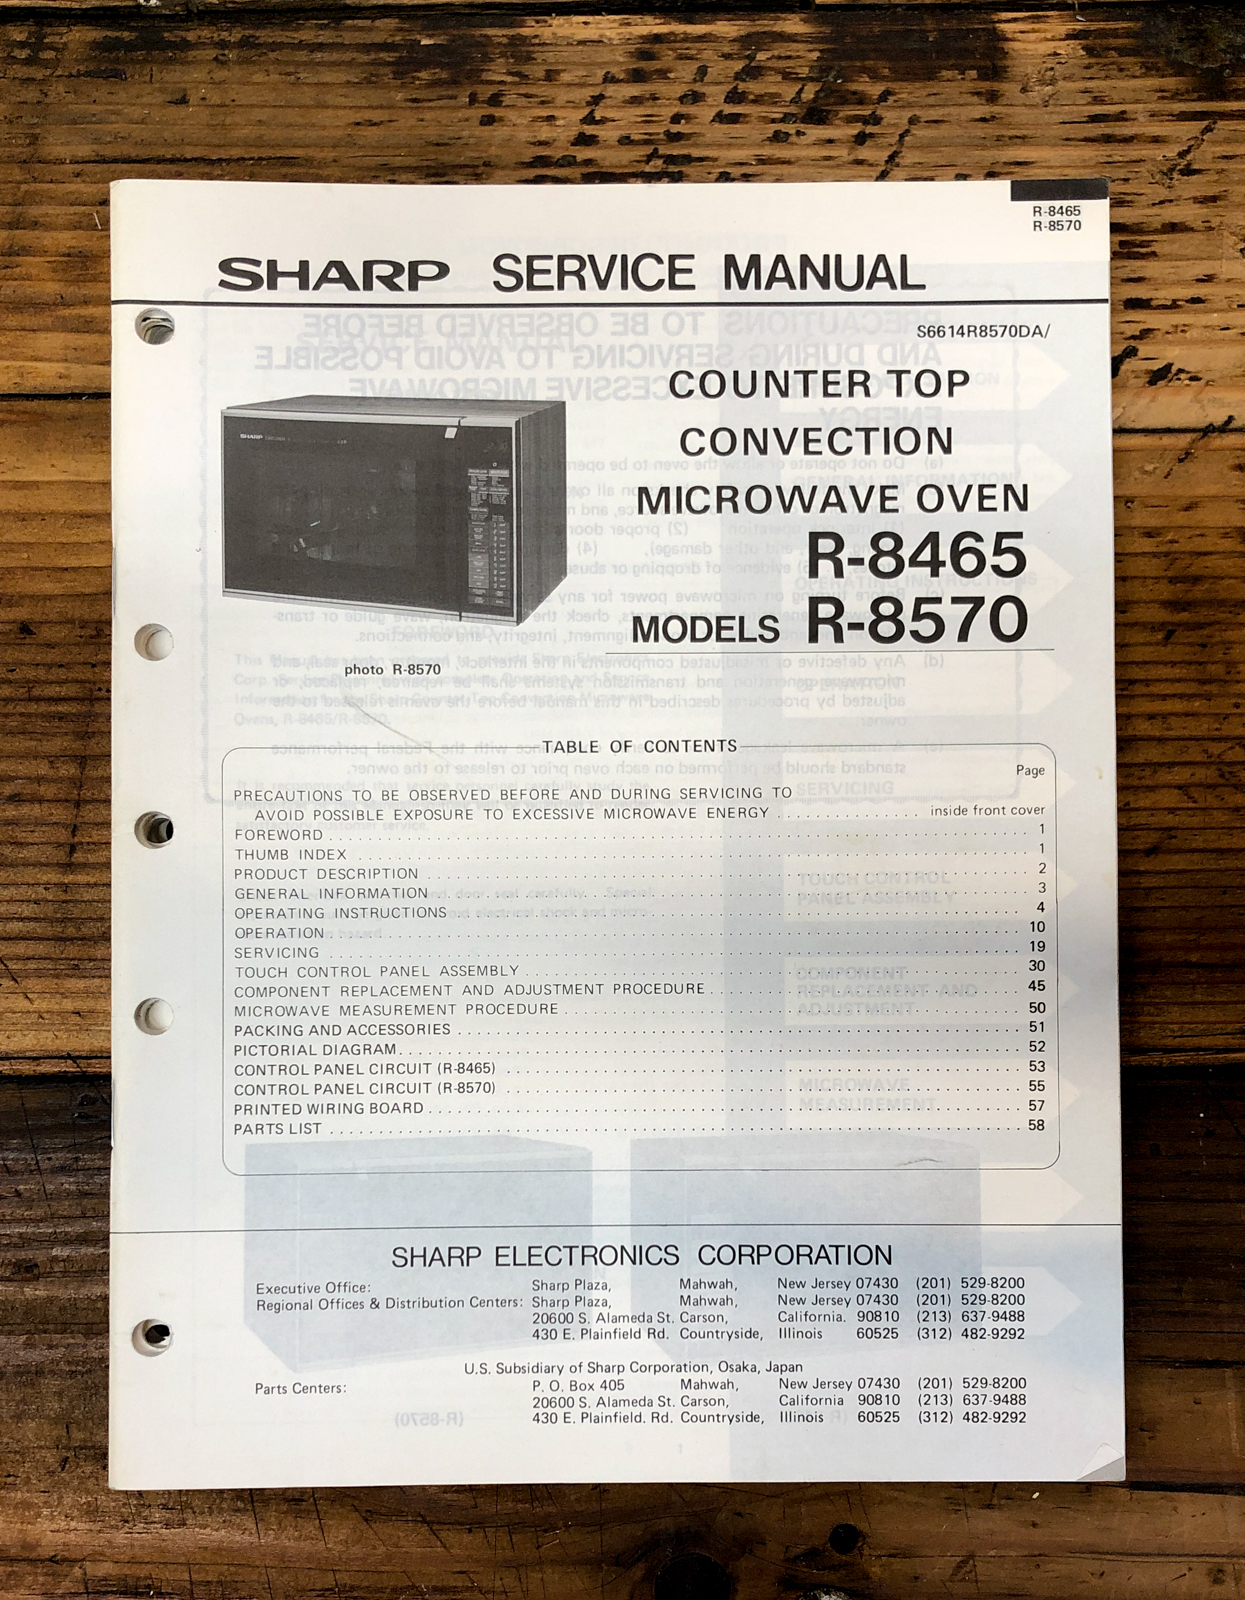 R-8465
R-8570
SHARP SERVICE MANUAL
S6614R8570DA/
COUNTER TOP
CONVECTION
MICROWAVE OVEN
R-8465
MODELS R-8570
SHARP
photo R-8570
TABLE OF CONTENTS
Page
PRECAUTIONS TO BE OBSERVED BEFORE AND DURING SERVICING TO
AVOID POSSIBLE EXPOSURE TO EXCESSIVE MICROWAVE ENERGY . . . . . . . . . . . . inside front cover
FOREWORD . . . . . . . . . . . . 1
THUMB INDEX . . . . . . . . . . . . 1
PRODUCT DESCRIPTION . . . . . . . . . . . . 2
GENERAL INFORMATION . . . . . . . . . . . . 3
OPERATING INSTRUCTIONS . . . . . . . . . . . . 4
OPERATION . . . . . . . . . . . . 10
SERVICING . . . . . . . . . . . . 19
TOUCH CONTROL PANEL ASSEMBLY . . . . . . . . . . . . 30
COMPONENT REPLACEMENT AND ADJUSTMENT PROCEDURE . . . . . . . . . . . . 45
MICROWAVE MEASUREMENT PROCEDURE . . . . . . . . . . . . 50
PACKING AND ACCESSORIES . . . . . . . . . . . . 51
PICTORIAL DIAGRAM . . . . . . . . . . . . 52
CONTROL PANEL CIRCUIT (R-8465) . . . . . . . . . . . . 53
CONTROL PANEL CIRCUIT (R-8570) . . . . . . . . . . . . 55
PRINTED WIRING BOARD . . . . . . . . . . . . 57
PARTS LIST . . . . . . . . . . . . 58
SHARP ELECTRONICS CORPORATION
Executive Office: Sharp Plaza, Mahwah, New Jersey 07430 (201) 529-8200
Regional Offices & Distribution Centers: Sharp Plaza, Mahwah, New Jersey 07430 (201) 529-8200
20600 S. Alameda St. Carson, California. 90810 (213) 637-9488
430 E. Plainfield Rd. Countryside, Illinois 60525 (312) 482-9292
U.S. Subsidiary of Sharp Corporation, Osaka, Japan
Parts Centers: P. O. Box 405 Mahwah, New Jersey 07430 (201) 529-8200
20600 S. Alameda St. Carson, California 90810 (213) 637-9488
430 E. Plainfield. Rd. Countryside, Illinois 60525 (312) 482-9292